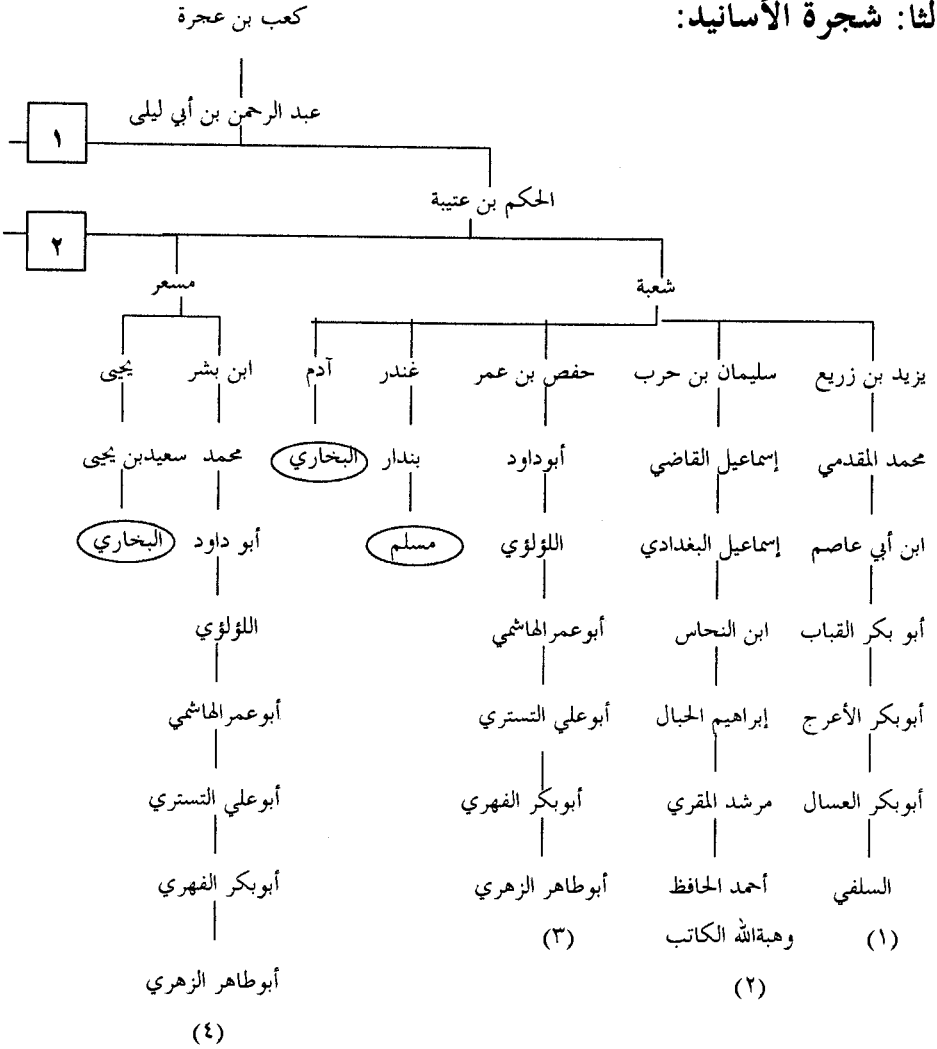 لثا: شجرة الأسانيد:
كعب بن عجرة
عبد الرحمن بن أبي ليلى
١
الحكم بن عتيبة
٢
شعبة
مسعر
يزيد بن زريع
سليمان بن حرب
حفص بن عمر
غندر
آدم
ابن بشر
يحيى
محمد المقدمي
إسماعيل القاضي
أبوداود
بندار
البخاري
محمد
سعيدبن يحيى
ابن أبي عاصم
إسماعيل البغدادي
اللؤلؤي
مسلم
أبو داود
البخاري
أبو بكر القباب
ابن النحاس
أبوعمرالهاشمي
اللؤلؤي
أبوبكر الأعرج
إبراهيم الحبال
أبوعلي التستري
أبوعمرالهاشمي
أبوبكر العسال
مرشد المقري
أبوبكر الفهري
أبوعلي التستري
السلفي
أحمد الحافظ
أبوطاهر الزهري
أبوبكر الفهري
(١)
وهبةالله الكاتب
(٣)
(٢)
أبوطاهر الزهري
(٤)